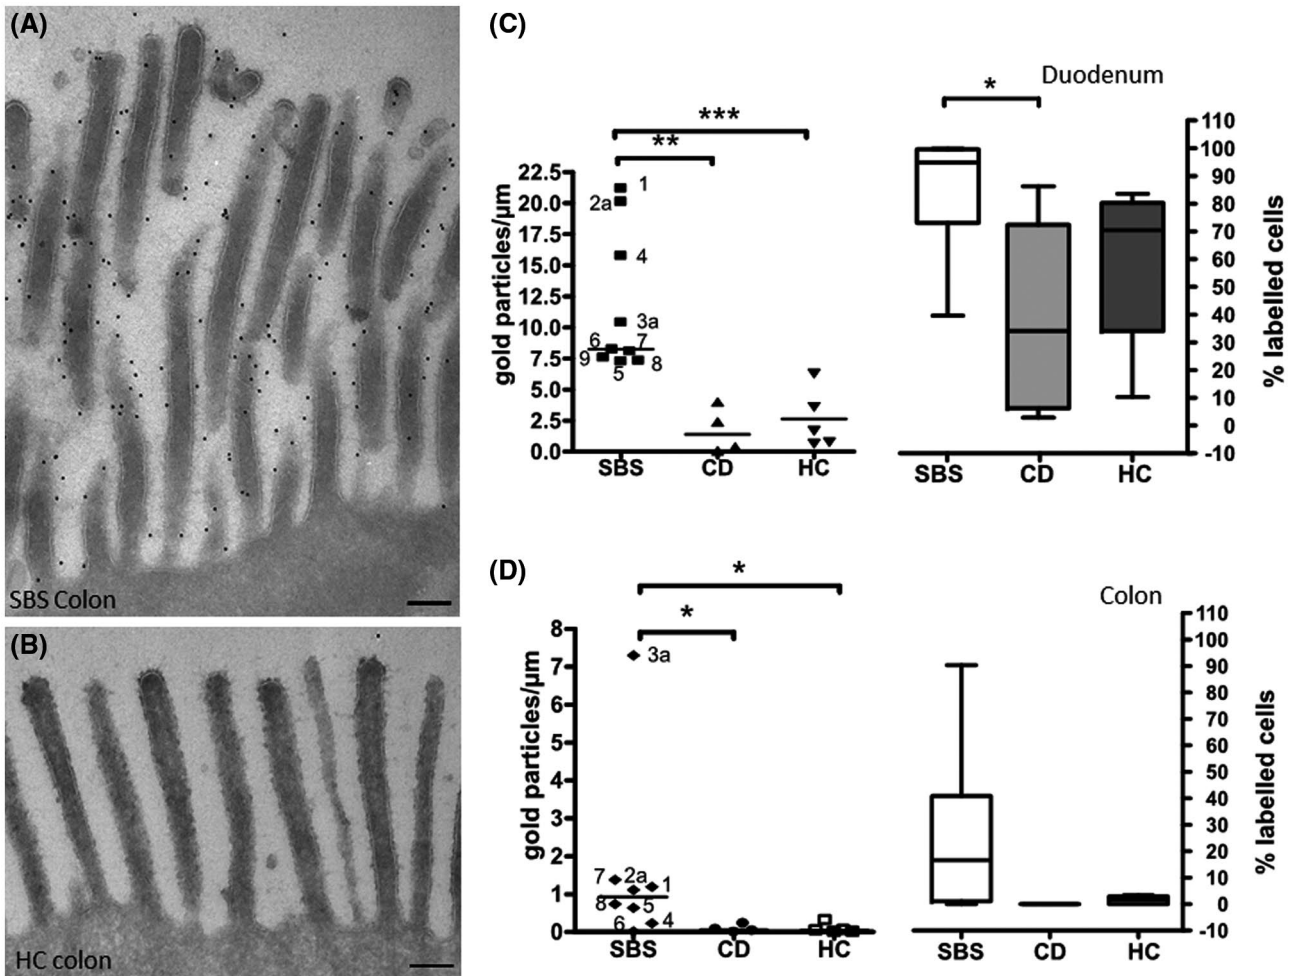 (A)
SBS Colon
(B)
HC colon
(C)
Duodenum
*
***
**
gold particles/µm
22.5
20.0
17.5
15.0
12.5
10.0
7.5
5.0
2.5
0.0
1
2a
4
3a
6
7
9
5
8
SBS
CD
HC
110
100
90
80
70
60
50
40
30
20
10
0
-10
% labelled cells
SBS
CD
HC
(D)
Colon
*
*
gold particles/µm
8
7
6
5
4
3
2
1
0
3a
7
2a
1
8
5
6
4
SBS
CD
HC
110
100
90
80
70
60
50
40
30
20
10
0
-10
% labelled cells
SBS
CD
HC